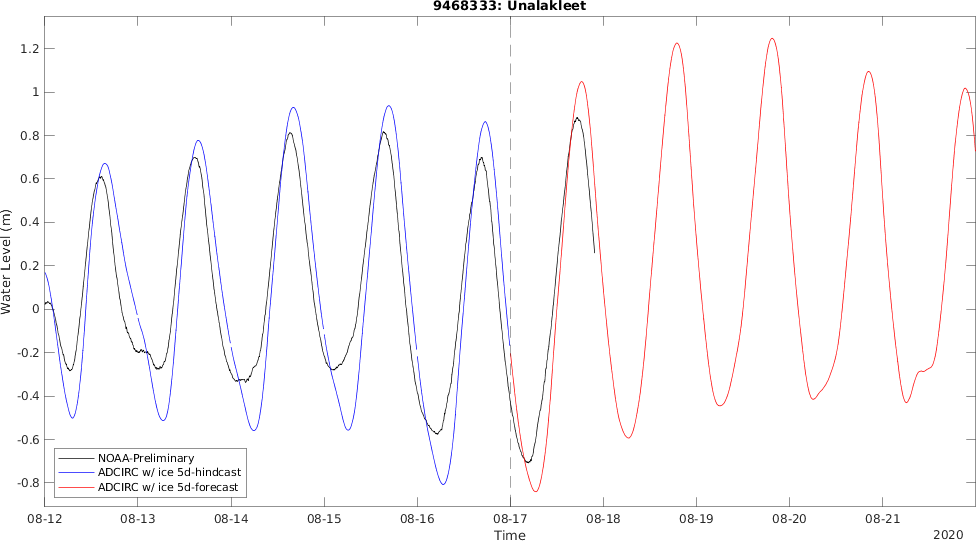 9468333: Unalakleet
Water Level (m)
1.2
1
0.8
0.6
0.4
0.2
0
-0.2
-0.4
-0.6
-0.8
NOAA-Preliminary
ADCIRC w/ ice 5d-hindcast
ADCIRC w/ ice 5d-forecast
08-12 08-13 08-14 08-15 08-16 08-17 08-18 08-19 08-20 08-21
Time
2020